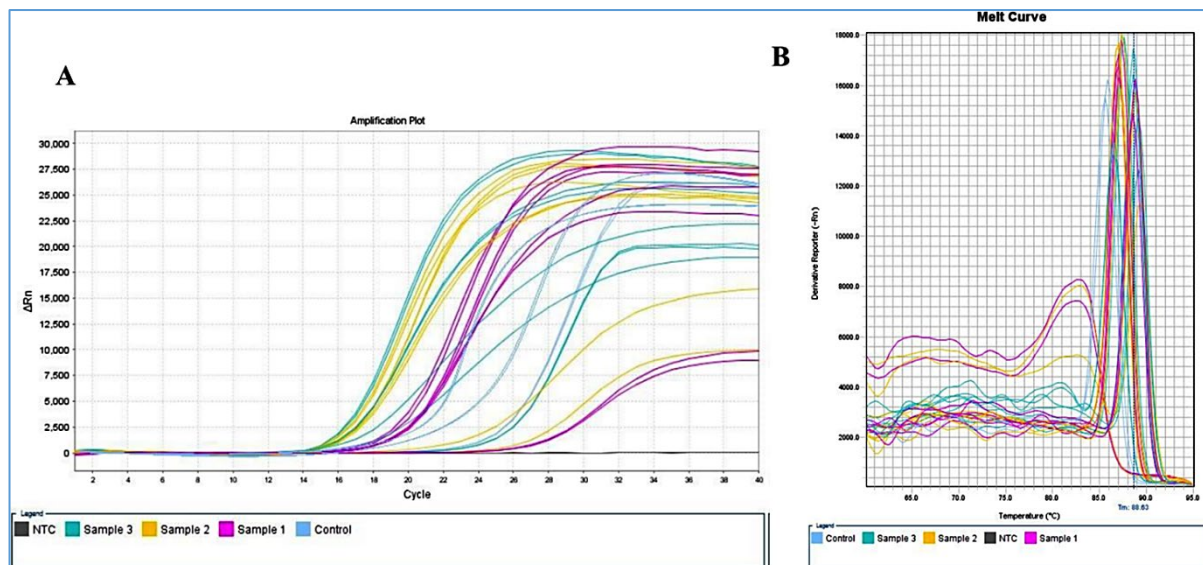 A
Amplification Plot
30,000
27,500
25,000
22,500
20,000
17,500
15,000
12,500
10,000
7,500
5,000
2,500
0
ΔRn
2 4 6 8 10 12 14 16 18 20 22 24 26 28 30 32 34 36 38 40
Cycle
Legend
NTC Sample 3 Sample 2 Sample 1 Control
B
Melt Curve
18000.0
16000.0
14000.0
12000.0
10000.0
8000.0
6000.0
4000.0
2000.0
Derivative Reporter (-Rn)
65.0 70.0 75.0 80.0 85.0 90.0 95.0
Tm: 88.63
Temperature (°C)
Legend
Control Sample 3 Sample 2 NTC Sample 1